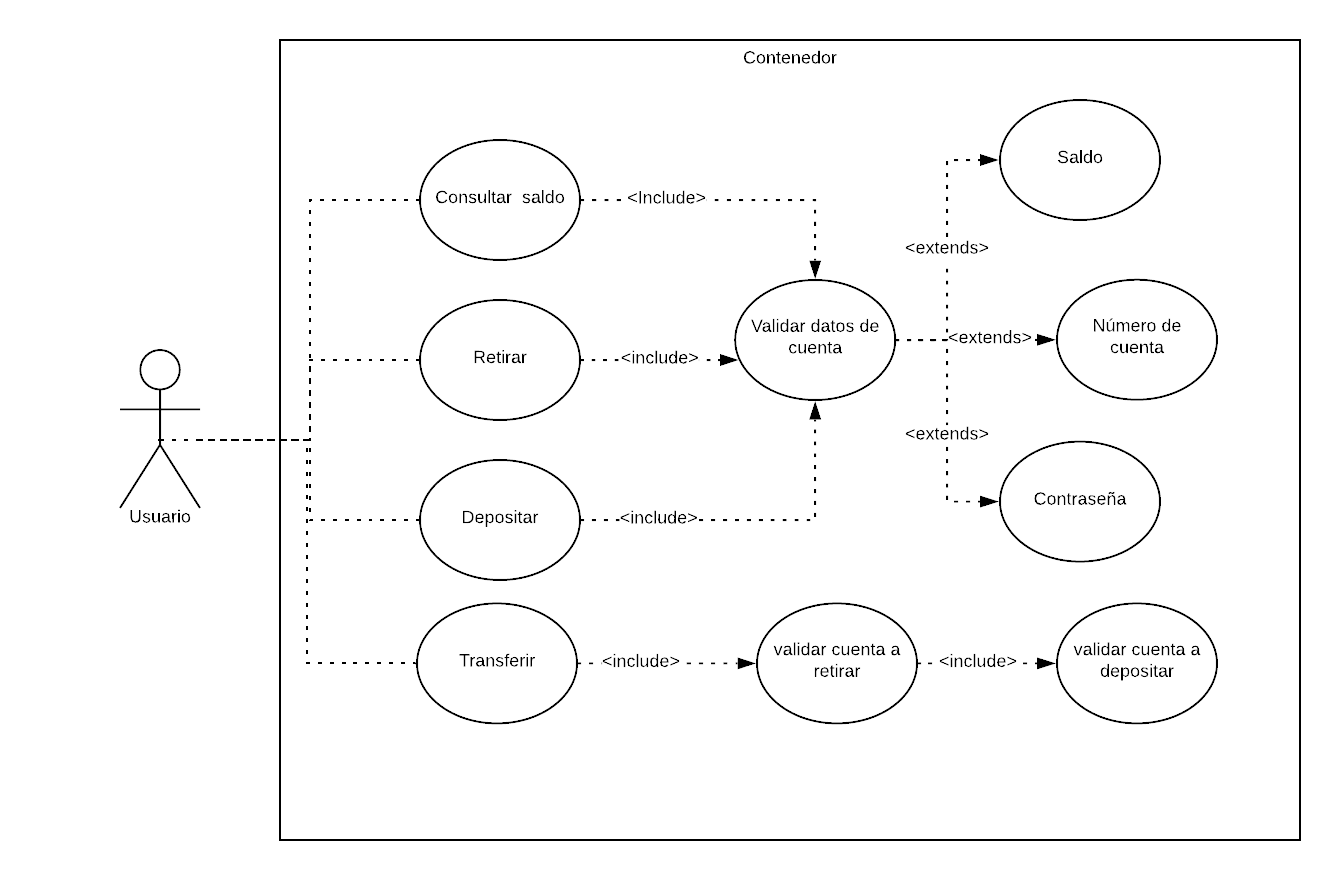 Contenedor
Saldo
Consultar  saldo
<Include>
<extends>
Validar datos de
cuenta
<extends>
Número de
cuenta
Retirar
<include>
<extends>
Contraseña
Usuario
Depositar
<include>
Transferir
<include>
validar cuenta a
retirar
<include>
validar cuenta a
depositar